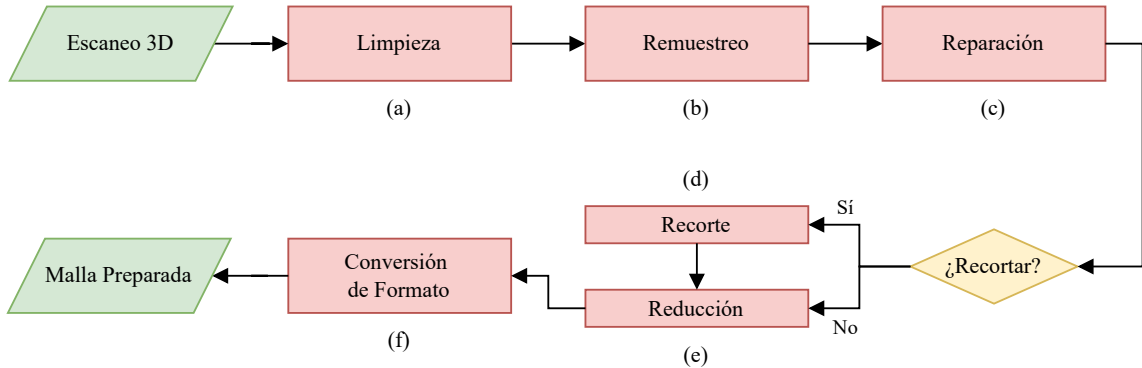 Escaneo 3D
Limpieza
Remuestreo
Reparación
(a)
(b)
(c)
(d)
Recorte
Sí
¿Recortar?
Malla Preparada
Conversión
de Formato
Reducción
No
(f)
(e)